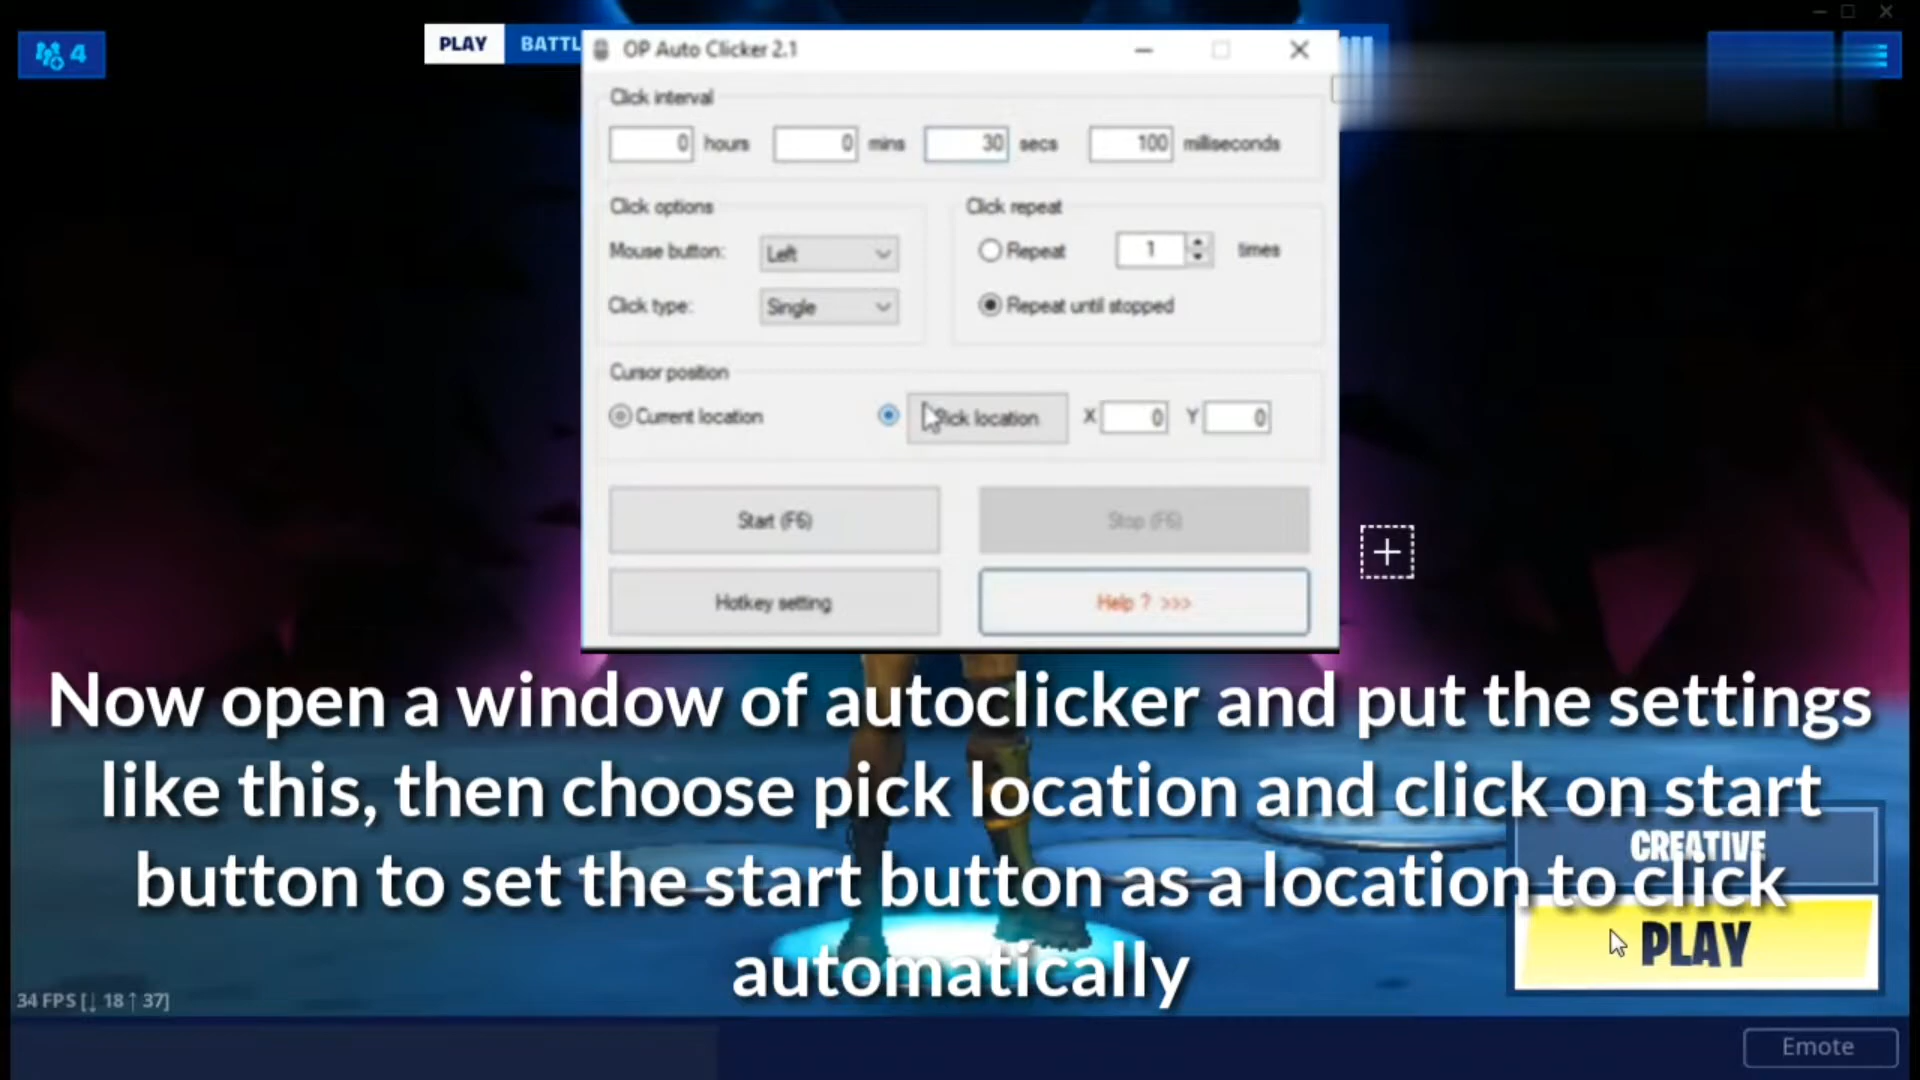 4
PLAY
BATTL
OP Auto Clicker 2.1
Click interval
0 hours 0 mins 30 secs 100 milliseconds
Click options
Click repeat
Mouse button: Left
Repeat 1 times
Click type: Single
Repeat until stopped
Cursor position
Current location
Pick location X 0 Y 0
Start (F6)
Stop (F6)
Hotkey setting
Help ? >>>
Now open a window of autoclicker and put the settings
like this, then choose pick location and click on start
button to set the start button as a location to click
automatically
CREATIVE
PLAY
34 FPS [↓ 18 ↑ 37]
Emote